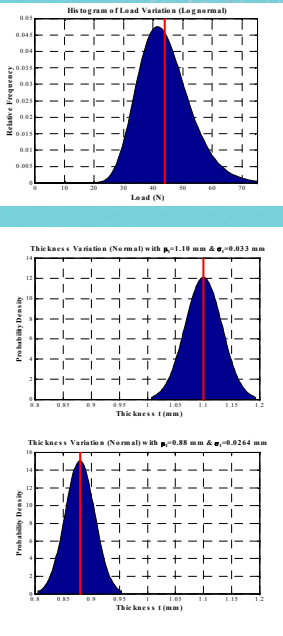 Histogram of Load Variation (Lognormal)
0.05
0.045
0.04
0.035
0.03
0.025
0.02
0.015
0.01
0.005
0
Relative Frequency
0 10 20 30 40 50 60 70
Load (N)
Thickness Variation (Normal) with μt=1.10 mm & σt=0.033 mm
14
12
10
8
6
4
2
0
Probability Density
0.8 0.85 0.9 0.95 1 1.05 1.1 1.15 1.2
Thickness t (mm)
Thickness Variation (Normal) with μt=0.88 mm & σt=0.0264 mm
16
14
12
10
8
6
4
2
0
Probability Density
0.8 0.85 0.9 0.95 1 1.05 1.1 1.15 1.2
Thickness t (mm)